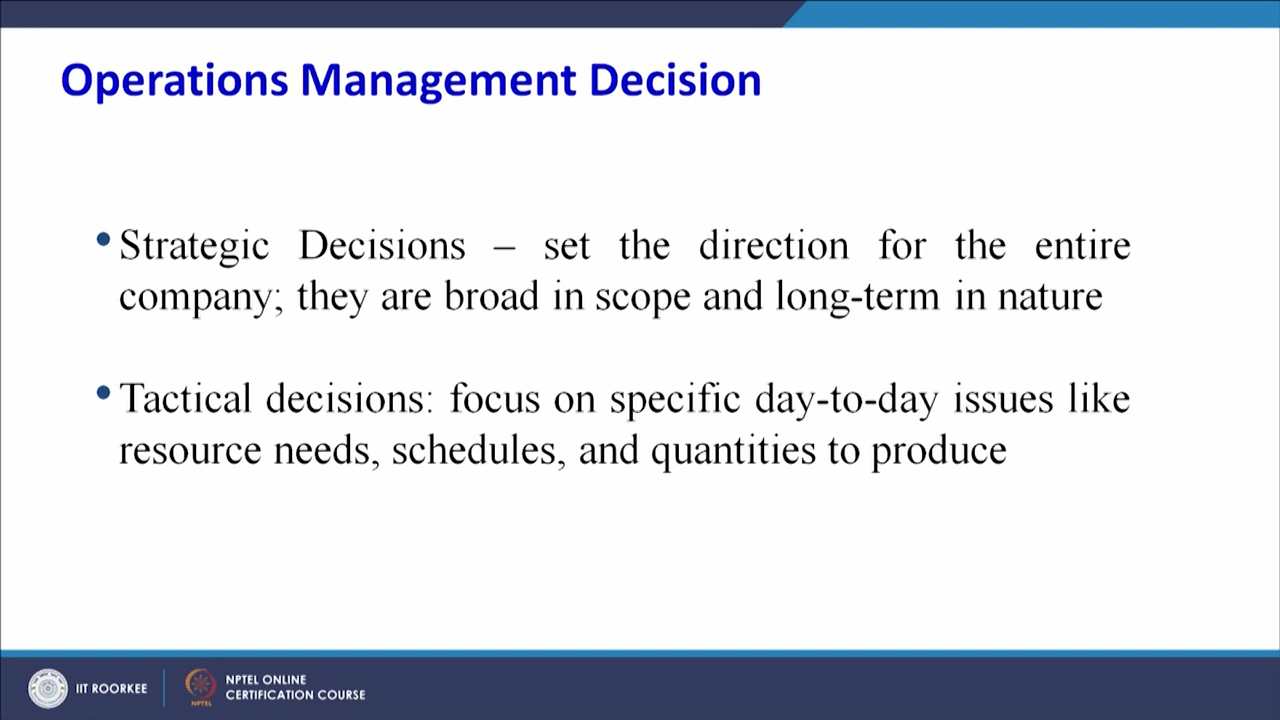 Operations Management Decision
• Strategic Decisions – set the direction for the entire
company; they are broad in scope and long-term in nature
• Tactical decisions: focus on specific day-to-day issues like
resource needs, schedules, and quantities to produce
IIT ROORKEE
NPTEL
NPTEL ONLINE
CERTIFICATION COURSE